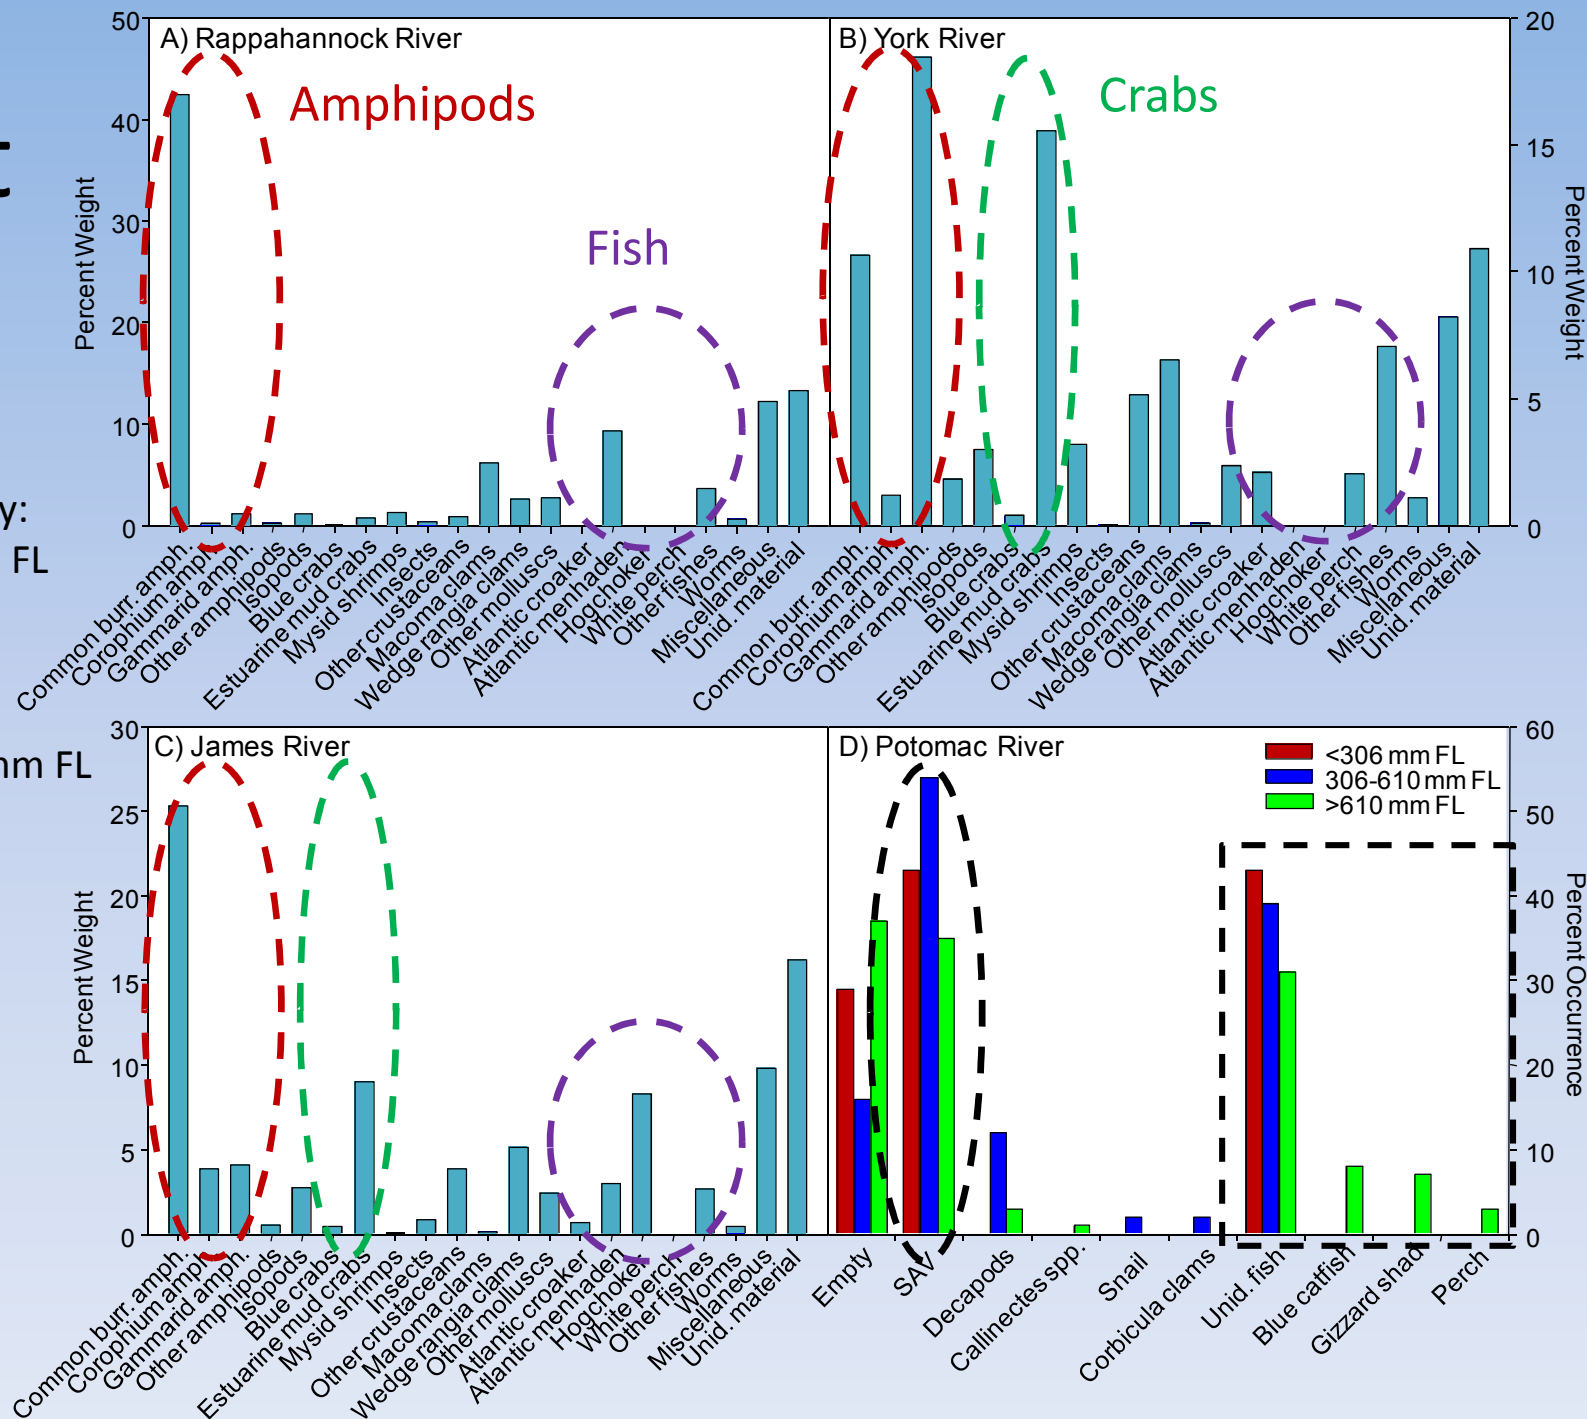 t
y:
FL
mm FL
A) Rappahannock River
Amphipods
Fish
Percent Weight
50
40
30
20
10
0
Common burr. amph.
Corophium amph.
Gammarid amph.
Other amphipods
Isopods
Blue crabs
Estuarine mud crabs
Mysid shrimps
Insects
Other crustaceans
Macoma clams
Wedge rangia clams
Other molluscs
Atlantic croaker
Atlantic menhaden
Hogchoker
White perch
Other fishes
Worms
Miscellaneous
Unid. material
B) York River
Crabs
20
15
10
5
0
Percent Weight
Common burr. amph.
Corophium amph.
Gammarid amph.
Other amphipods
Isopods
Blue crabs
Estuarine mud crabs
Mysid shrimps
Insects
Other crustaceans
Macoma clams
Wedge rangia clams
Other molluscs
Atlantic croaker
Atlantic menhaden
Hogchoker
White perch
Other fishes
Worms
Miscellaneous
Unid. material
C) James River
Percent Weight
30
25
20
15
10
5
0
Common burr. amph.
Corophium amph.
Gammarid amph.
Other amphipods
Isopods
Blue crabs
Estuarine mud crabs
Mysid shrimps
Insects
Other crustaceans
Macoma clams
Wedge rangia clams
Other molluscs
Atlantic croaker
Atlantic menhaden
Hogchoker
White perch
Other fishes
Worms
Miscellaneous
Unid. material
D) Potomac River
<306 mm FL
306-610 mm FL
>610 mm FL
60
50
40
30
20
10
0
Percent Occurrence
Empty
SAV
Decapods
Callinectes spp.
Snail
Corbicula clams
Unid. fish
Blue catfish
Gizzard shad
Perch